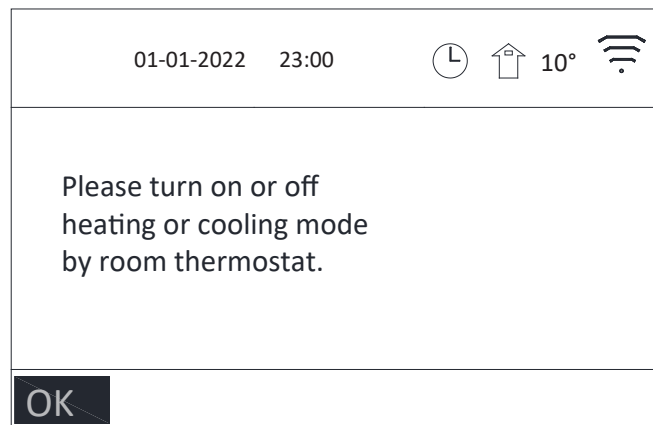 01-01-2022 23:00 10°
Please turn on or off
heating or cooling mode
by room thermostat.
OK